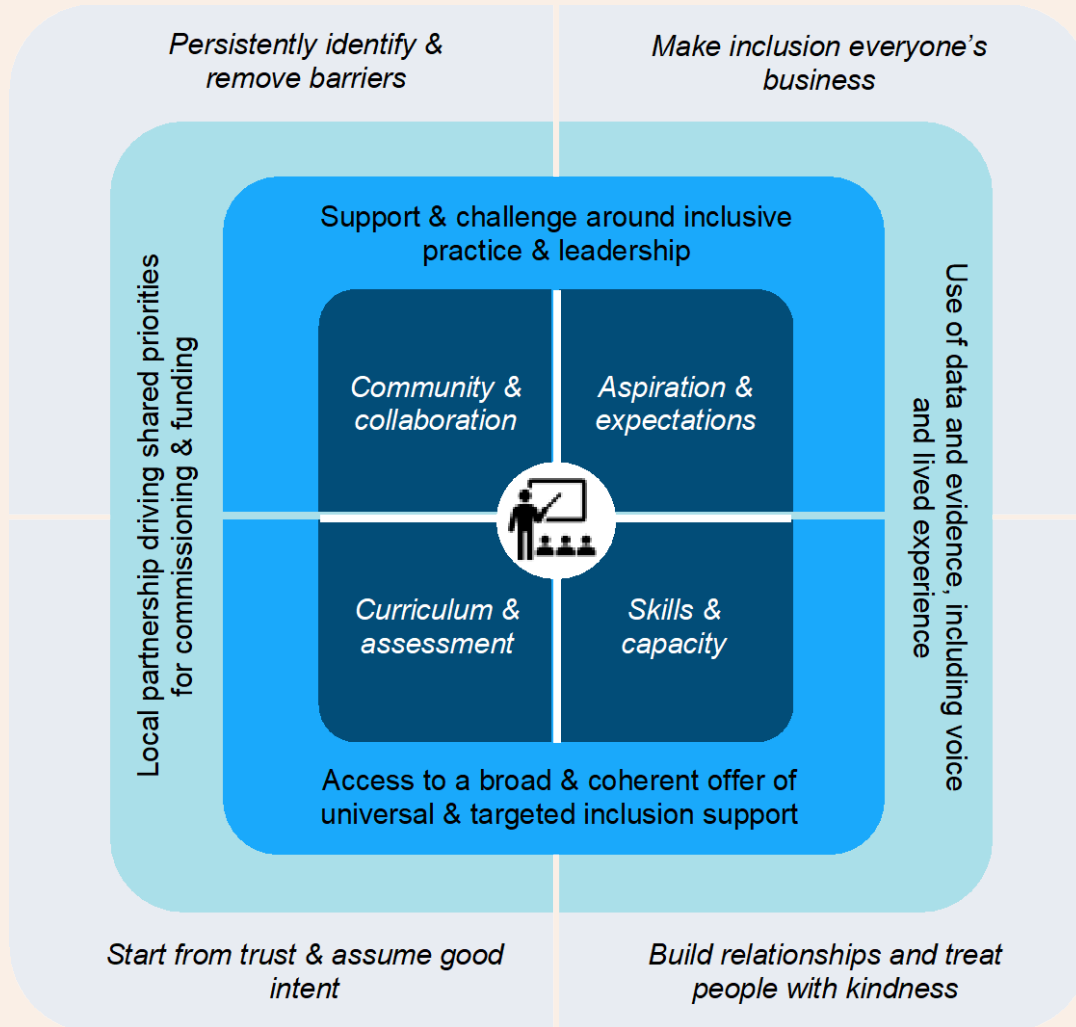 Persistently identify &
remove barriers
Make inclusion everyone's
business
Support & challenge around inclusive
practice & leadership
Local partnership driving shared priorities
for commissioning & funding
Use of data and evidence, including voice
and lived experience
Community &
collaboration
Aspiration &
expectations
Curriculum &
assessment
Skills &
capacity
Access to a broad & coherent offer of
universal & targeted inclusion support
Start from trust & assume good
intent
Build relationships and treat
people with kindness